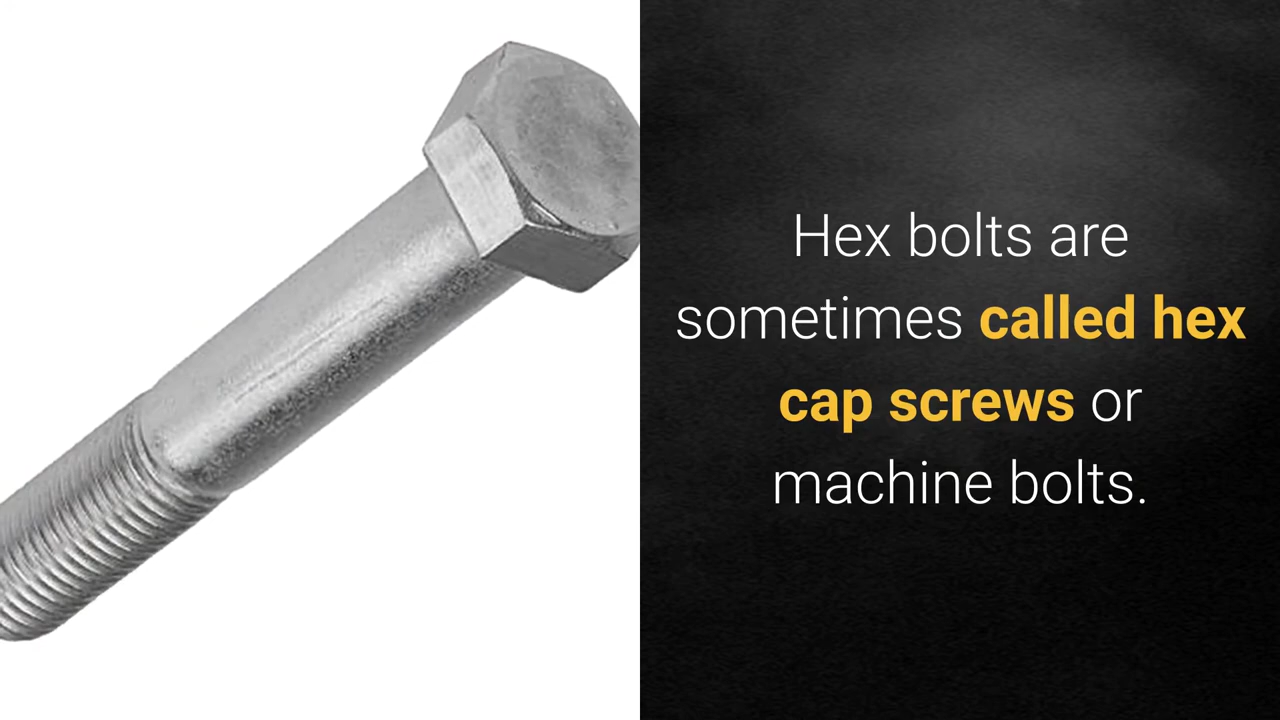 Hex bolts are
sometimes called hex
cap screws or
machine bolts.